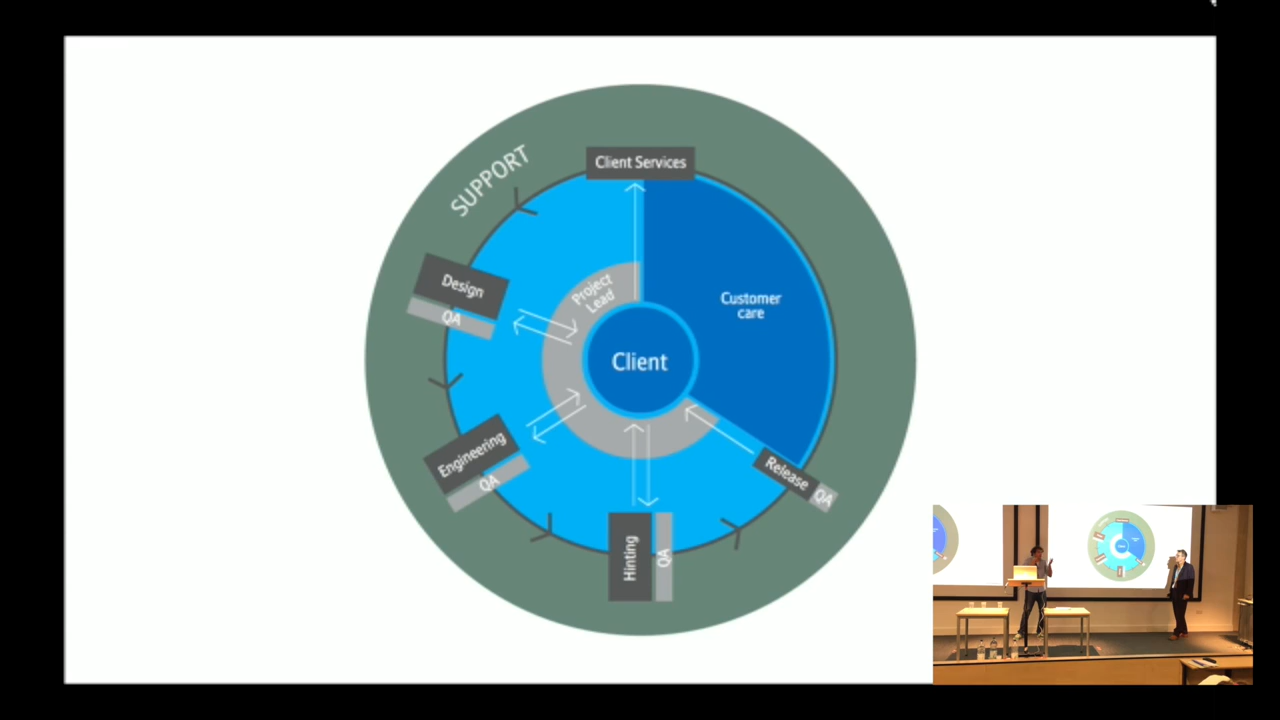 SUPPORT
Client Services
Design
QA
Project
Lead
Customer
care
Client
Engineering
QA
Hinting
QA
Release
QA